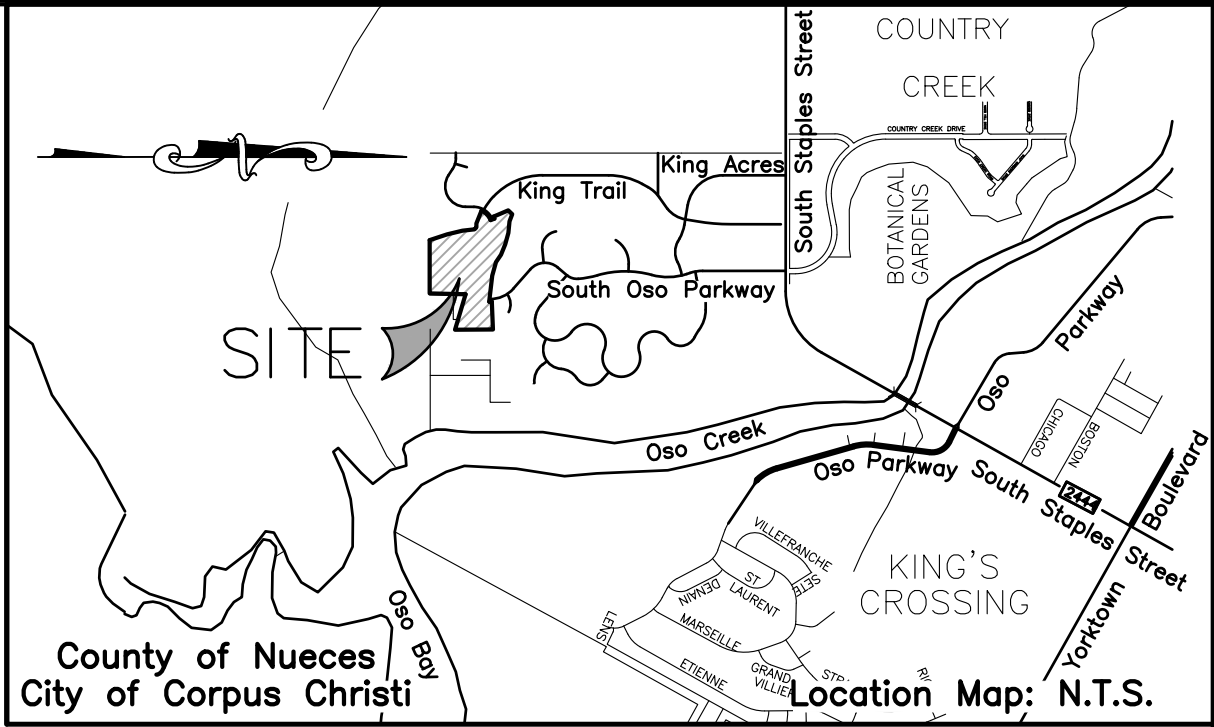 COUNTRY
CREEK
South Staples Street
COUNTRY CREEK DRIVE
King Acres
King Trail
BOTANICAL
GARDENS
South Oso Parkway
SITE
Parkway
Oso
Oso Creek
CHICAGO
BOSTON
Oso Parkway
South Staples Street
2444
Boulevard
Yorktown
VILLEFRANCHE
SETE
ST
LAURENT
DENAIN
KING'S
CROSSING
MARSEILLE
LENS
ETIENNE
GRAND
Oso Bay
County of Nueces
City of Corpus Christi
Location Map: N.T.S.